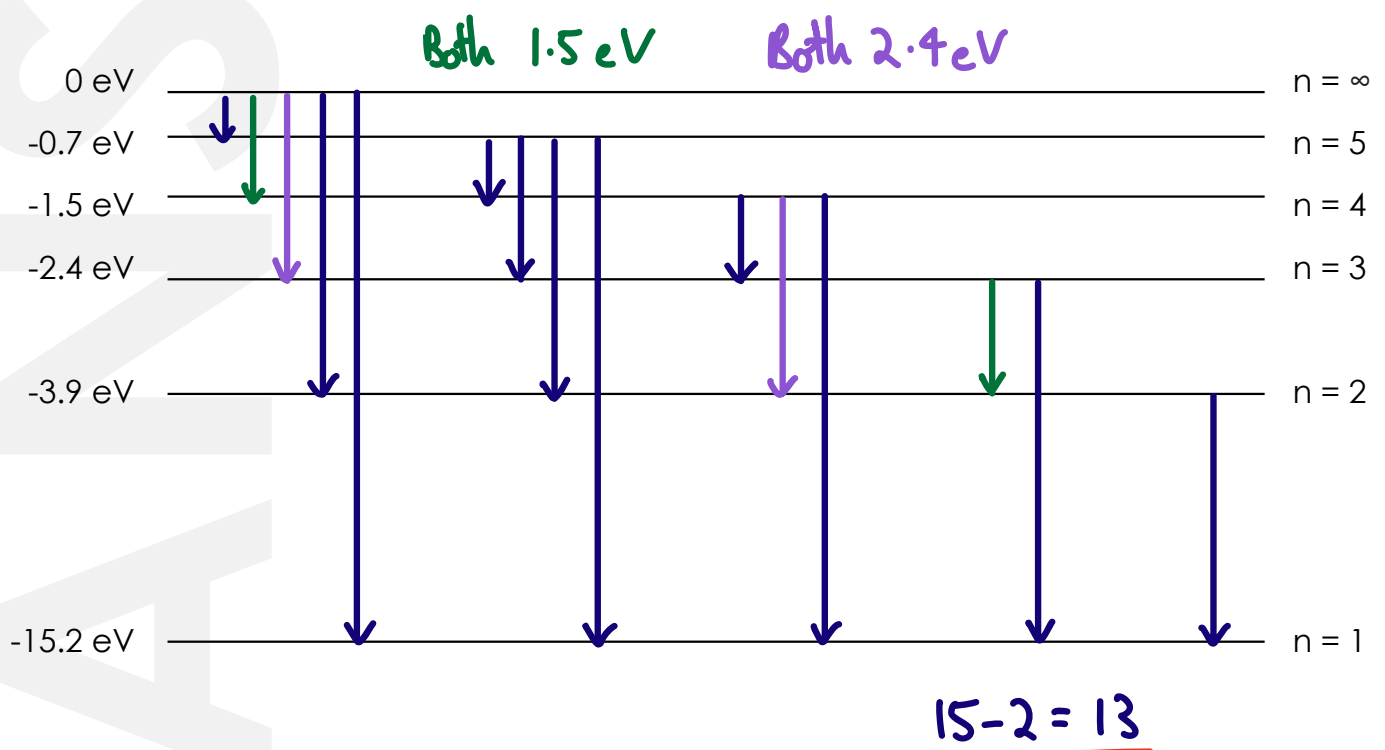 Both 1.5 eV Both 2.4 eV
0 eV n = ∞
-0.7 eV n = 5
-1.5 eV n = 4
-2.4 eV n = 3
-3.9 eV n = 2
-15.2 eV n = 1
15-2 = 13